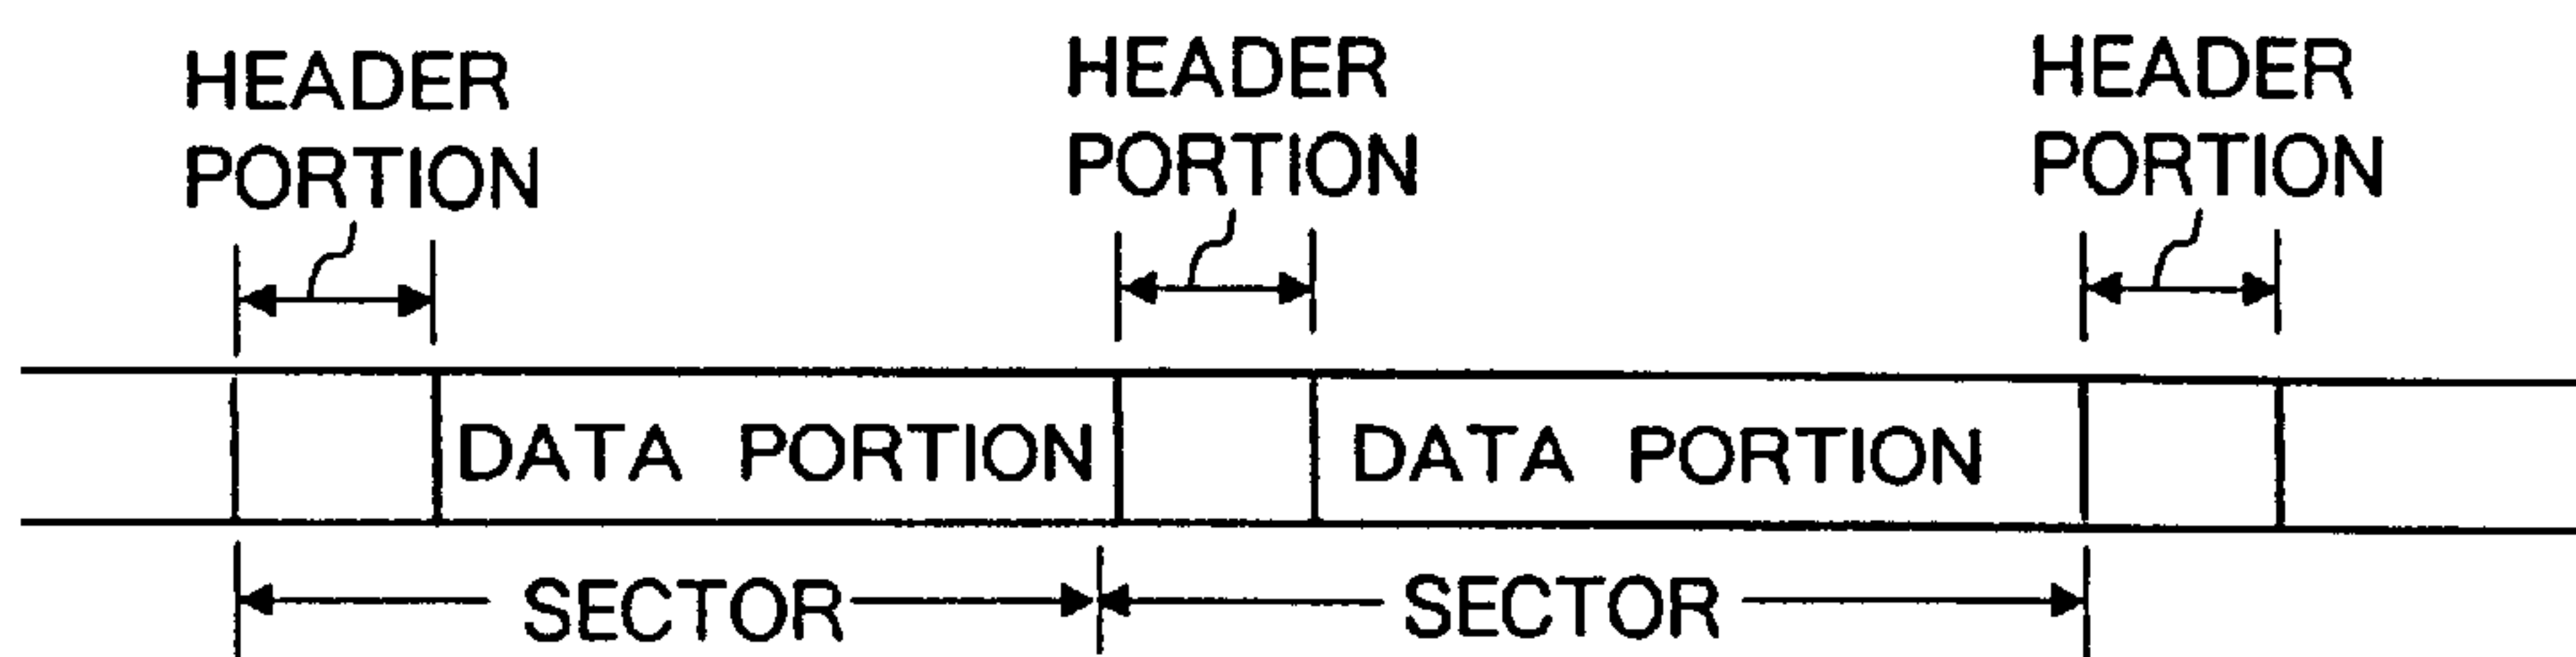 HEADER
PORTION
HEADER
PORTION
HEADER
PORTION
DATA PORTION
DATA PORTION
SECTOR
SECTOR